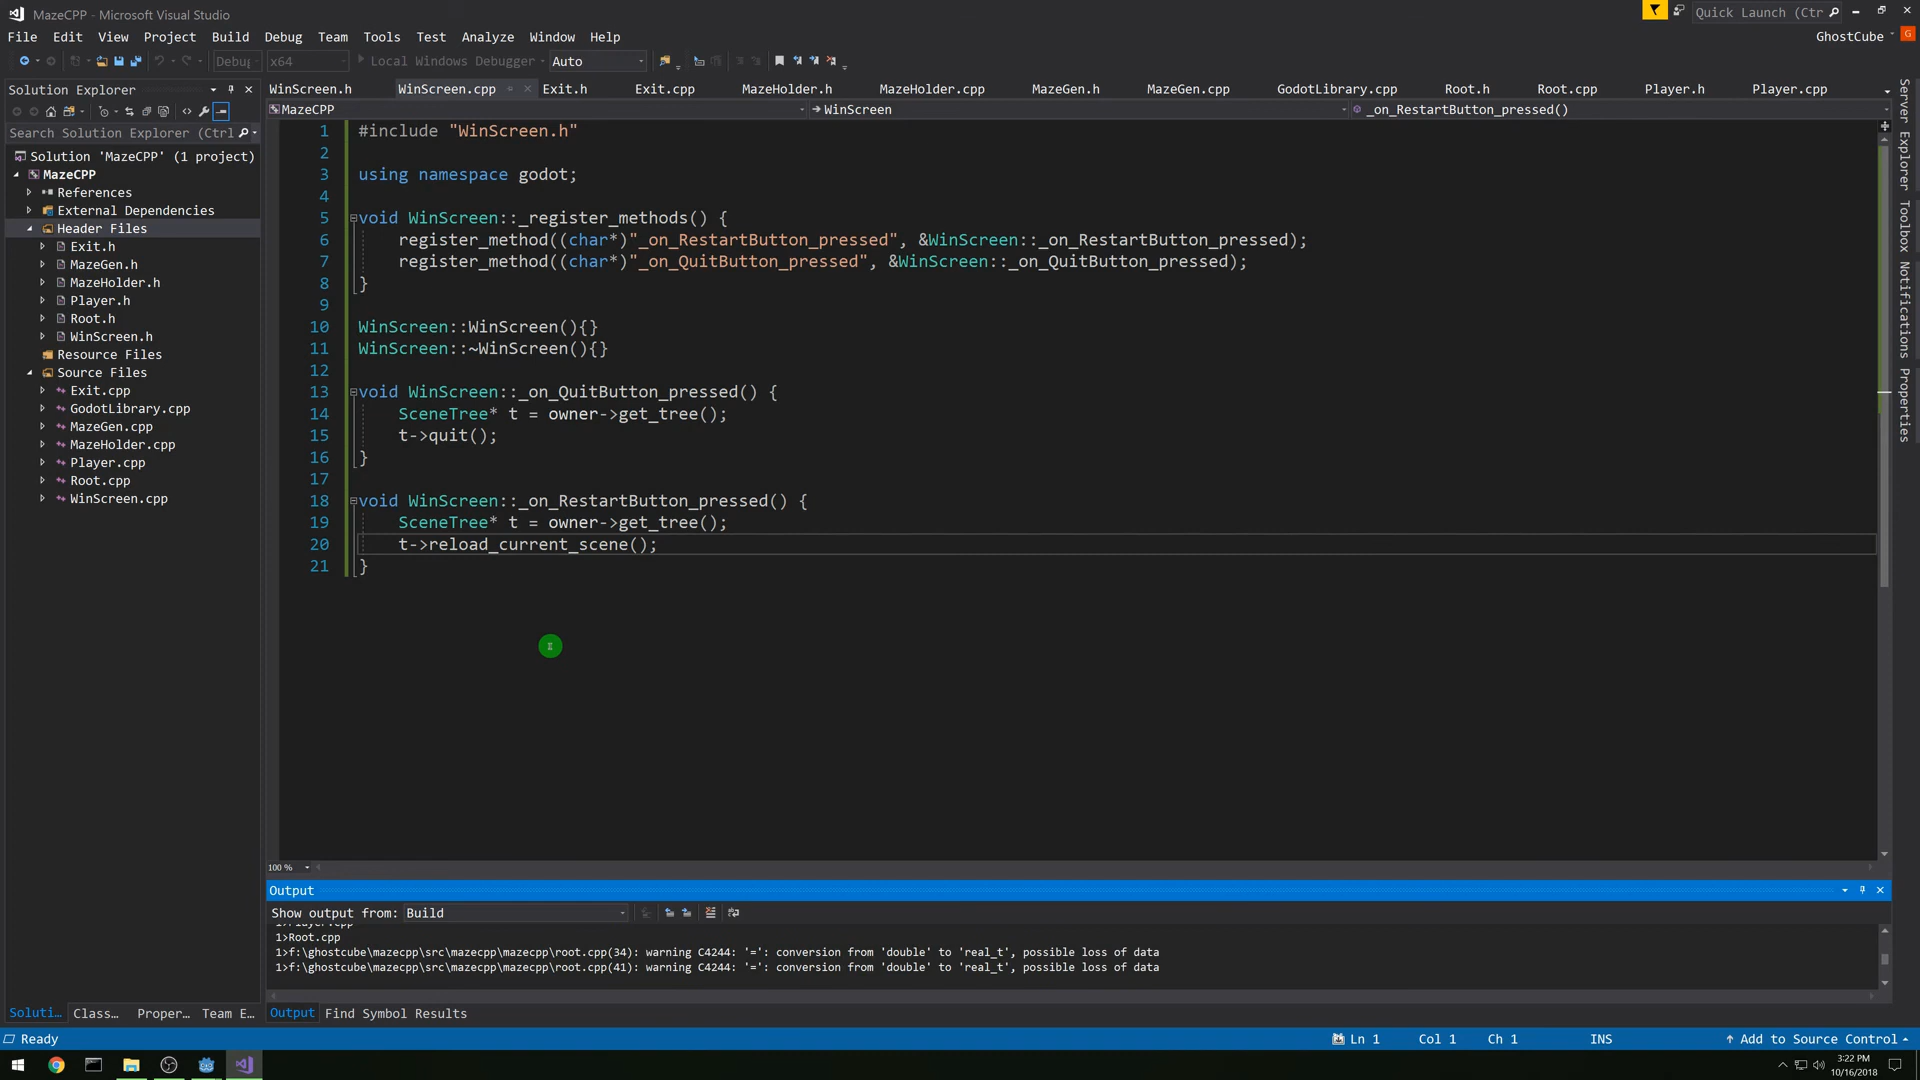 MazeCPP - Microsoft Visual Studio
Quick Launch (Ctr
File Edit View Project Build Debug Team Tools Test Analyze Window Help
GhostCube
G
Debug x64 Local Windows Debugger Auto
Solution Explorer
WinScreen.h WinScreen.cpp Exit.h Exit.cpp MazeHolder.h MazeHolder.cpp MazeGen.h MazeGen.cpp GodotLibrary.cpp Root.h Root.cpp Player.h Player.cpp
MazeCPP WinScreen _on_RestartButton_pressed()
Search Solution Explorer (Ctrl
Solution 'MazeCPP' (1 project)
MazeCPP
References
External Dependencies
Header Files
Exit.h
MazeGen.h
MazeHolder.h
Player.h
Root.h
WinScreen.h
Resource Files
Source Files
Exit.cpp
GodotLibrary.cpp
MazeGen.cpp
MazeHolder.cpp
Player.cpp
Root.cpp
WinScreen.cpp
1 #include "WinScreen.h"
2
3 using namespace godot;
4
5 void WinScreen::_register_methods() {
6 register_method((char*)"_on_RestartButton_pressed", &WinScreen::_on_RestartButton_pressed);
7 register_method((char*)"_on_QuitButton_pressed", &WinScreen::_on_QuitButton_pressed);
8 }
9
10 WinScreen::WinScreen(){}
11 WinScreen::~WinScreen(){}
12
13 void WinScreen::_on_QuitButton_pressed() {
14 SceneTree* t = owner->get_tree();
15 t->quit();
16 }
17
18 void WinScreen::_on_RestartButton_pressed() {
19 SceneTree* t = owner->get_tree();
20 t->reload_current_scene();
21 }
Server Explorer
Toolbox
Notifications
Properties
100 %
Output
Show output from: Build
1>Player.cpp
1>Root.cpp
1>f:\ghostcube\mazecpp\src\mazecpp\mazecpp\root.cpp(34): warning C4244: '=': conversion from 'double' to 'real_t', possible loss of data
1>f:\ghostcube\mazecpp\src\mazecpp\mazecpp\root.cpp(41): warning C4244: '=': conversion from 'double' to 'real_t', possible loss of data
Soluti... Class... Proper... Team E... Output Find Symbol Results
Ready Ln 1 Col 1 Ch 1 INS Add to Source Control
3:22 PM
10/16/2018